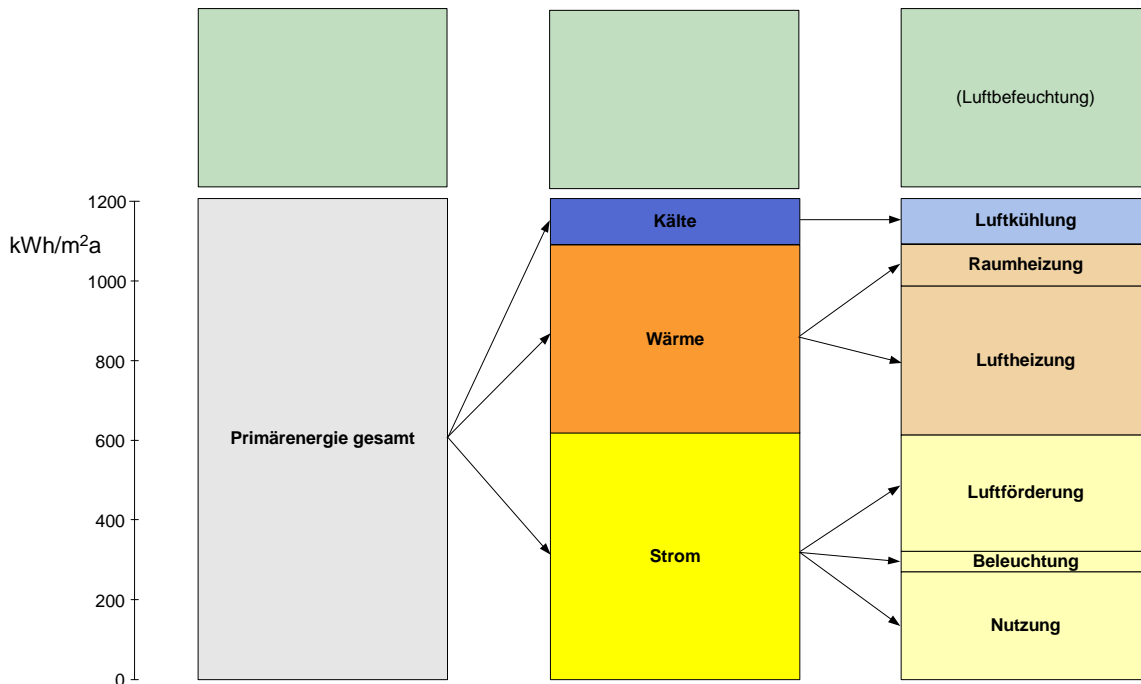 (Luftbefeuchtung)
1200
kWh/m²a
1000
800
600
400
200
0
Primärenergie gesamt
Kälte
Wärme
Strom
Luftkühlung
Raumheizung
Luftheizung
Luftförderung
Beleuchtung
Nutzung